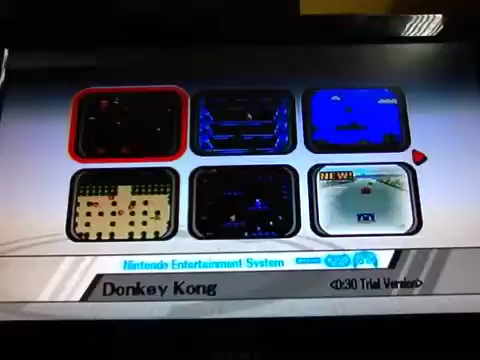 NEW!
Nintendo Entertainment System
Donkey Kong
<0:30 Trial Version>